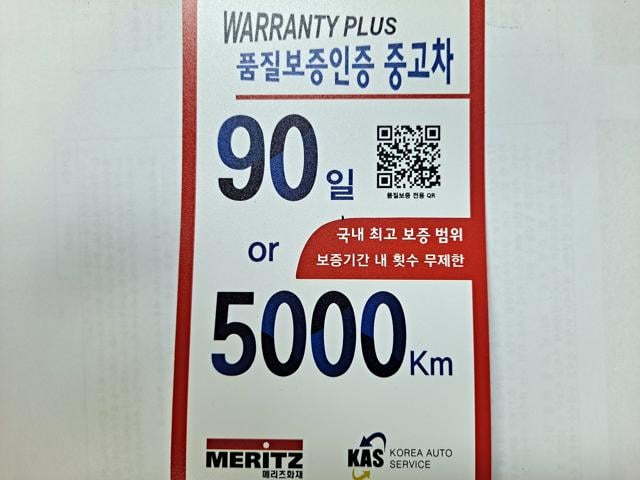 WARRANTY PLUS
품질보증인증 중고차
90일
품질보증 전용 QR
or
국내 최고 보증 범위
보증기간 내 횟수 무제한
5000Km
MERITZ
메리츠화재
KAS
KOREA AUTO
SERVICE